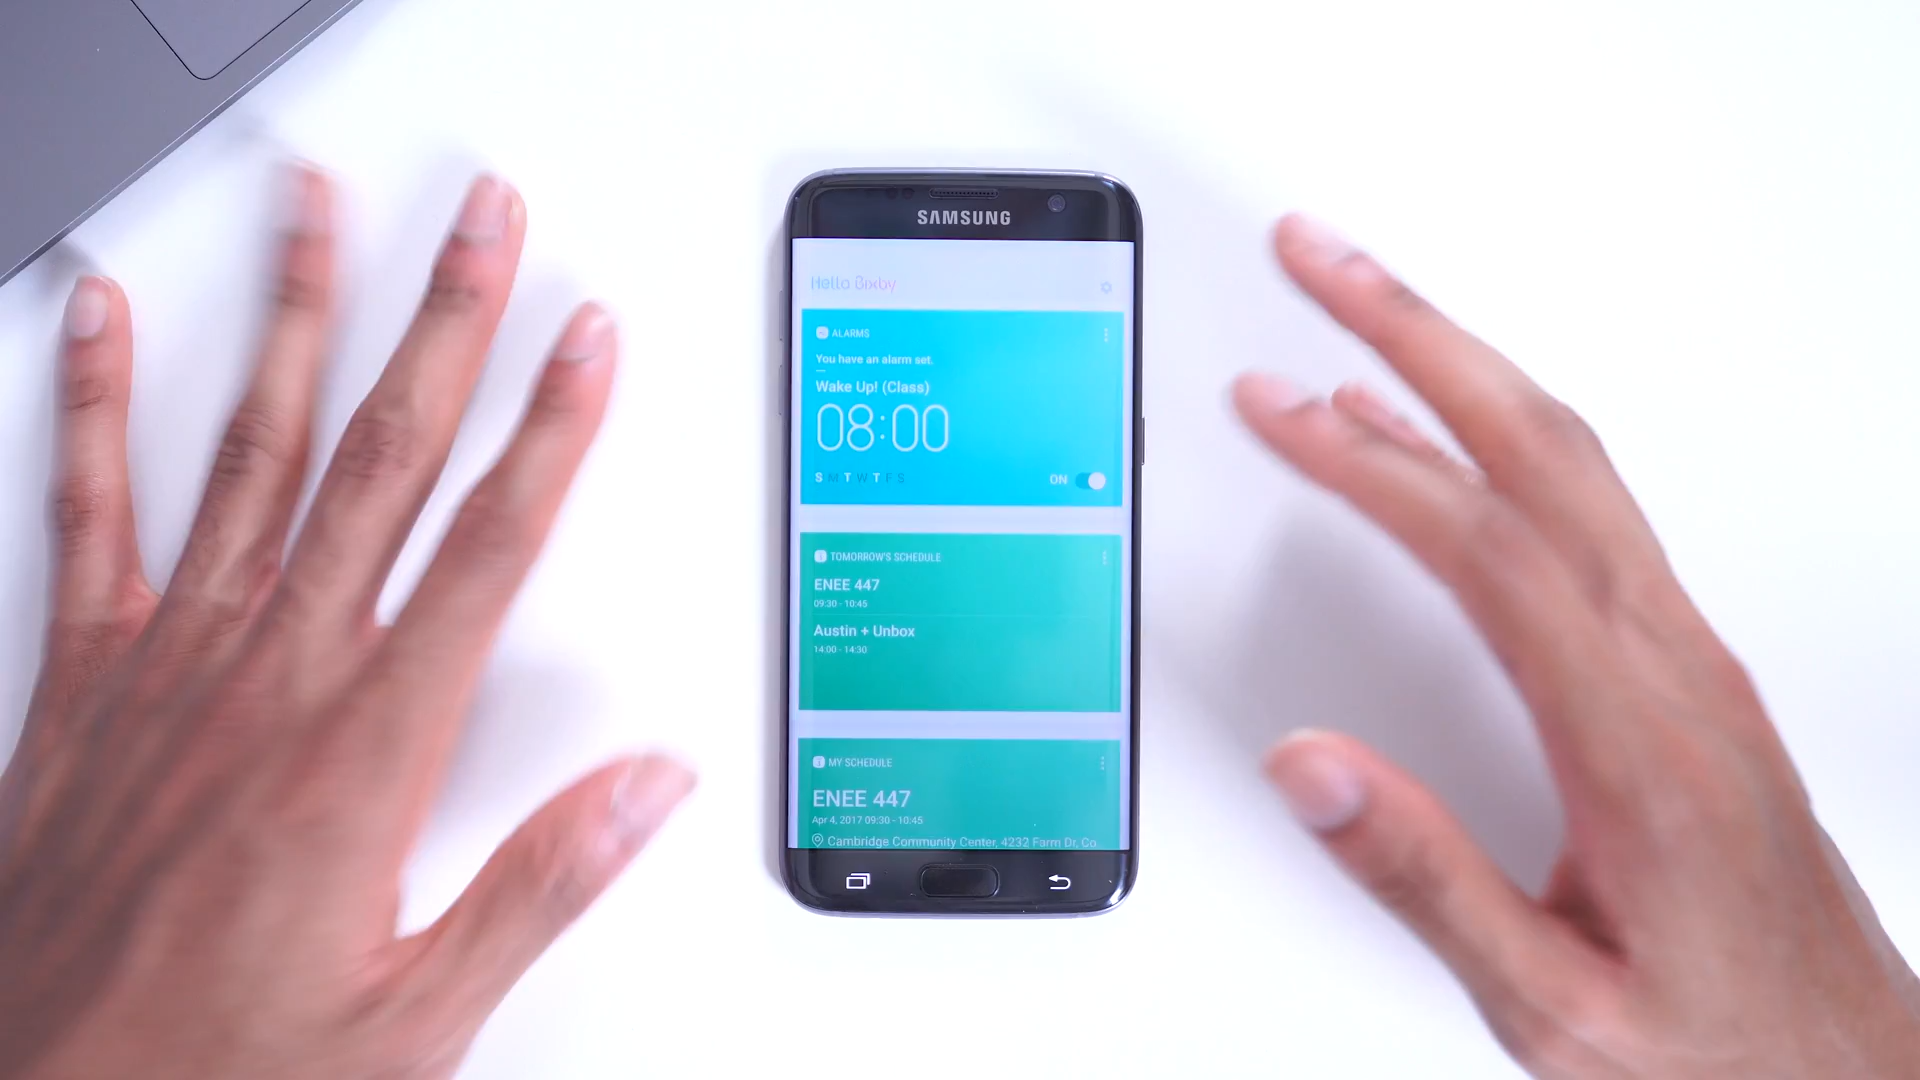 SAMSUNG
Hello Bixby
ALARMS
You have an alarm set.
Wake Up! (Class)
08:00
S M T W T F S
ON
TOMORROW'S SCHEDULE
ENEE 447
09:30 - 10:45
Austin + Unbox
14:00 - 14:30
MY SCHEDULE
ENEE 447
Apr 4, 2017 09:30 - 10:45
Cambridge Community Center, 4232 Farm Dr, Co...